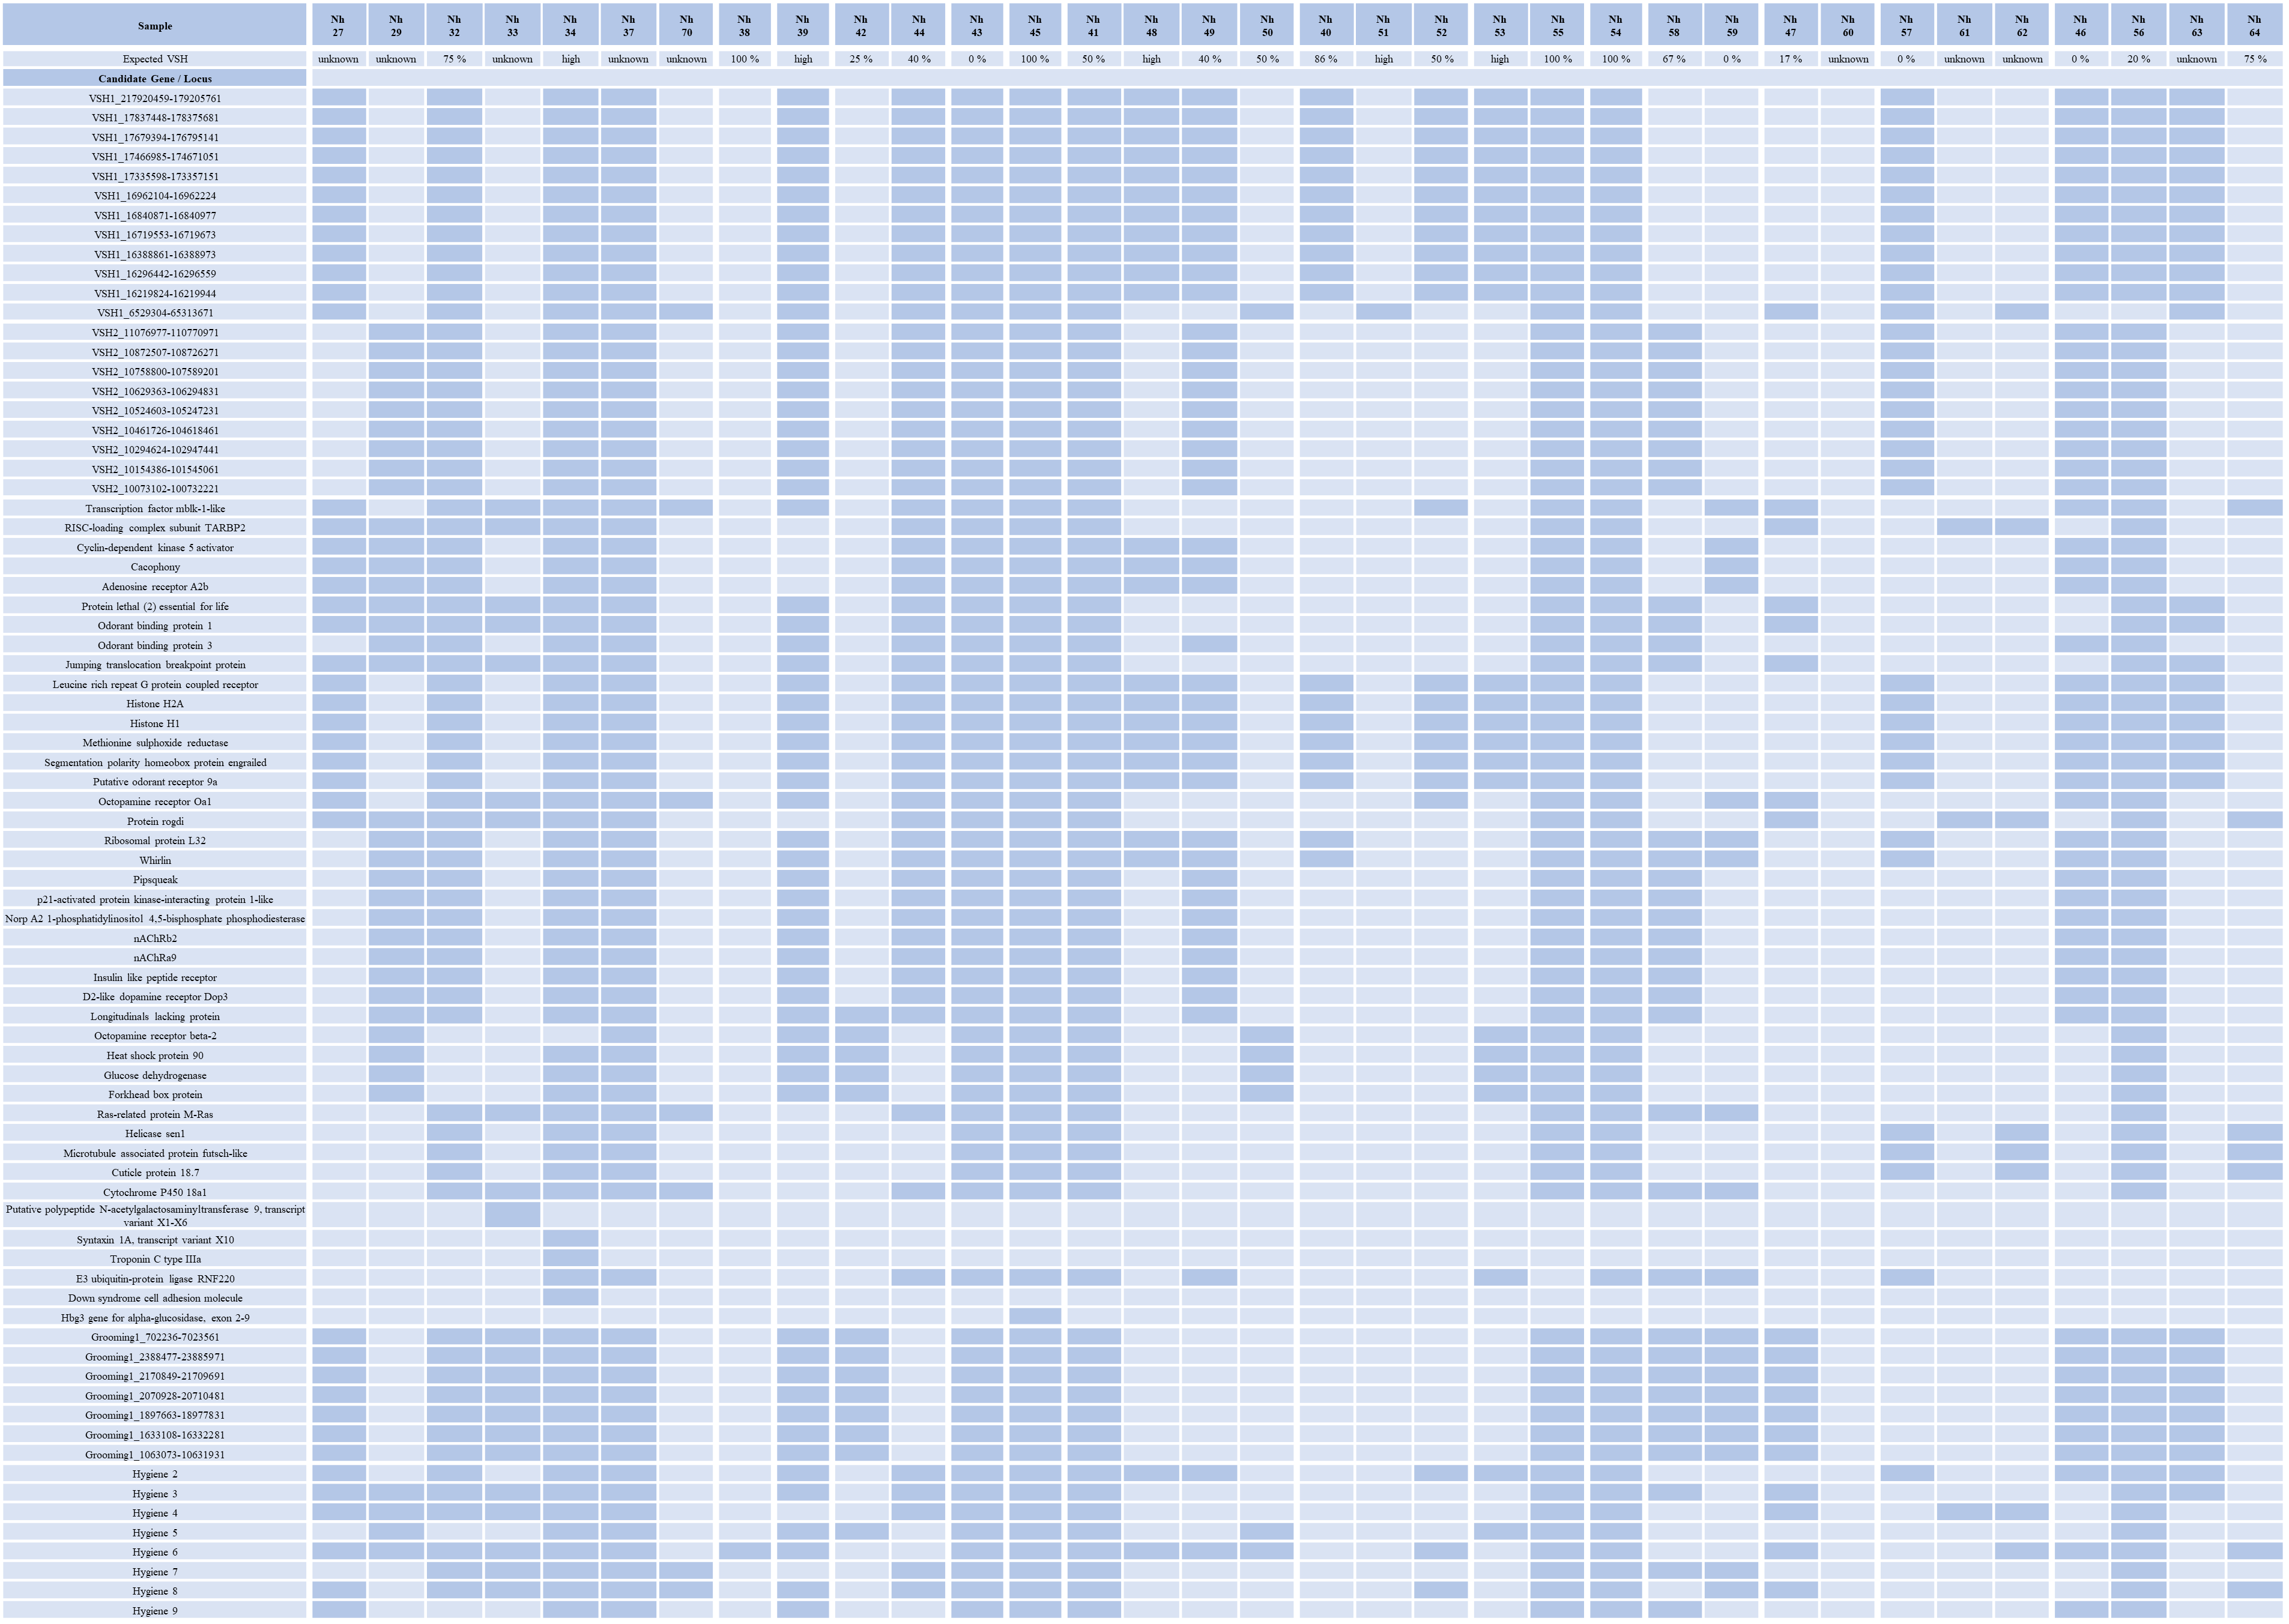 Sample Nh 27 Nh 29 Nh 32 Nh 33 Nh 34 Nh 37 Nh 70 Nh 38 Nh 39 Nh 42 Nh 44 Nh 43 Nh 45 Nh 41 Nh 48 Nh 49 Nh 50 Nh 40 Nh 51 Nh 52 Nh 53 Nh 55 Nh 54 Nh 58 Nh 59 Nh 47 Nh 60 Nh 57 Nh 61 Nh 62 Nh 46 Nh 56 Nh 63 Nh 64
Expected VSH unknown unknown 75 % unknown high unknown unknown 100 % high 25 % 40 % 0 % 100 % 50 % high 40 % 50 % 86 % high 50 % high 100 % 100 % 67 % 0 % 17 % unknown 0 % unknown unknown 0 % 20 % unknown 75 %
Candidate Gene / Locus
VSH1_217920459-179205761
VSH1_17837448-178375681
VSH1_17679394-176795141
VSH1_17466985-174671051
VSH1_17335598-173357151
VSH1_16962104-16962224
VSH1_16840871-16840977
VSH1_16719553-16719673
VSH1_16388861-16388973
VSH1_16296442-16296559
VSH1_16219824-16219944
VSH1_6529304-65313671
VSH2_11076977-110770971
VSH2_10872507-108726271
VSH2_10758800-107589201
VSH2_10629363-106294831
VSH2_10524603-105247231
VSH2_10461726-104618461
VSH2_10294624-102947441
VSH2_10154386-101545061
VSH2_10073102-100732221
Transcription factor mblk-1-like
RISC-loading complex subunit TARBP2
Cyclin-dependent kinase 5 activator
Cacophony
Adenosine receptor A2b
Protein lethal (2) essential for life
Odorant binding protein 1
Odorant binding protein 3
Jumping translocation breakpoint protein
Leucine rich repeat G protein coupled receptor
Histone H2A
Histone H1
Methionine sulphoxide reductase
Segmentation polarity homeobox protein engrailed
Putative odorant receptor 9a
Octopamine receptor Oa1
Protein rogdi
Ribosomal protein L32
Whirlin
Pipsqueak
p21-activated protein kinase-interacting protein 1-like
Norp A2 1-phosphatidylinositol 4,5-bisphosphate phosphodiesterase
nAChRb2
nAChRa9
Insulin like peptide receptor
D2-like dopamine receptor Dop3
Longitudinals lacking protein
Octopamine receptor beta-2
Heat shock protein 90
Glucose dehydrogenase
Forkhead box protein
Ras-related protein M-Ras
Helicase sen1
Microtubule associated protein futsch-like
Cuticle protein 18.7
Cytochrome P450 18a1
Putative polypeptide N-acetylgalactosaminyltransferase 9, transcript
variant X1-X6
Syntaxin 1A, transcript variant X10
Troponin C type IIIa
E3 ubiquitin-protein ligase RNF220
Down syndrome cell adhesion molecule
Hbg3 gene for alpha-glucosidase, exon 2-9
Grooming1_702236-7023561
Grooming1_2388477-23885971
Grooming1_2170849-21709691
Grooming1_2070928-20710481
Grooming1_1897663-18977831
Grooming1_1633108-16332281
Grooming1_1063073-10631931
Hygiene 2
Hygiene 3
Hygiene 4
Hygiene 5
Hygiene 6
Hygiene 7
Hygiene 8
Hygiene 9